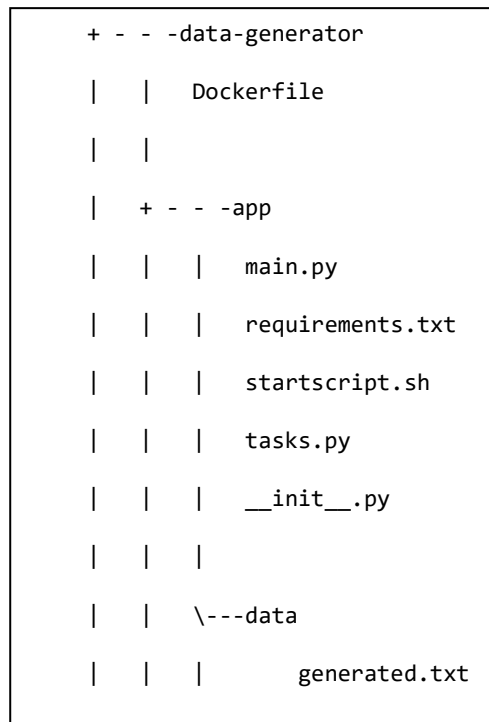 + - - -data-generator
| | Dockerfile
| |
| + - - -app
| | | main.py
| | | requirements.txt
| | | startscript.sh
| | | tasks.py
| | | __init__.py
| | |
| | \---data
| | | generated.txt